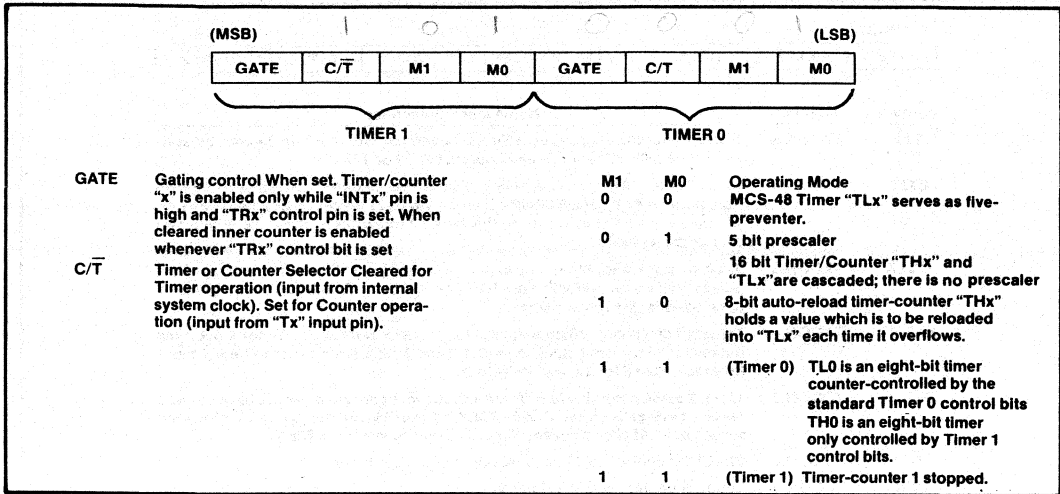 1 0 1 0 0 0 1
(MSB) (LSB)
GATE C/T̅ M1 M0 GATE C/T M1 M0
TIMER 1 TIMER 0
GATE Gating control When set. Timer/counter
"x" is enabled only while "INTx" pin is
high and "TRx" control pin is set. When
cleared inner counter is enabled
whenever "TRx" control bit is set
C/T̅ Timer or Counter Selector Cleared for
Timer operation (input from internal
system clock). Set for Counter opera-
tion (input from "Tx" input pin).
M1 M0 Operating Mode
0 0 MCS-48 Timer "TLx" serves as five-
preventer.
0 1 5 bit prescaler
16 bit Timer/Counter "THx" and
"TLx"are cascaded; there is no prescaler
1 0 8-bit auto-reload timer-counter "THx"
holds a value which is to be reloaded
into "TLx" each time it overflows.
1 1 (Timer 0) TL0 is an eight-bit timer
counter-controlled by the
standard Timer 0 control bits
TH0 is an eight-bit timer
only controlled by Timer 1
control bits.
1 1 (Timer 1) Timer-counter 1 stopped.